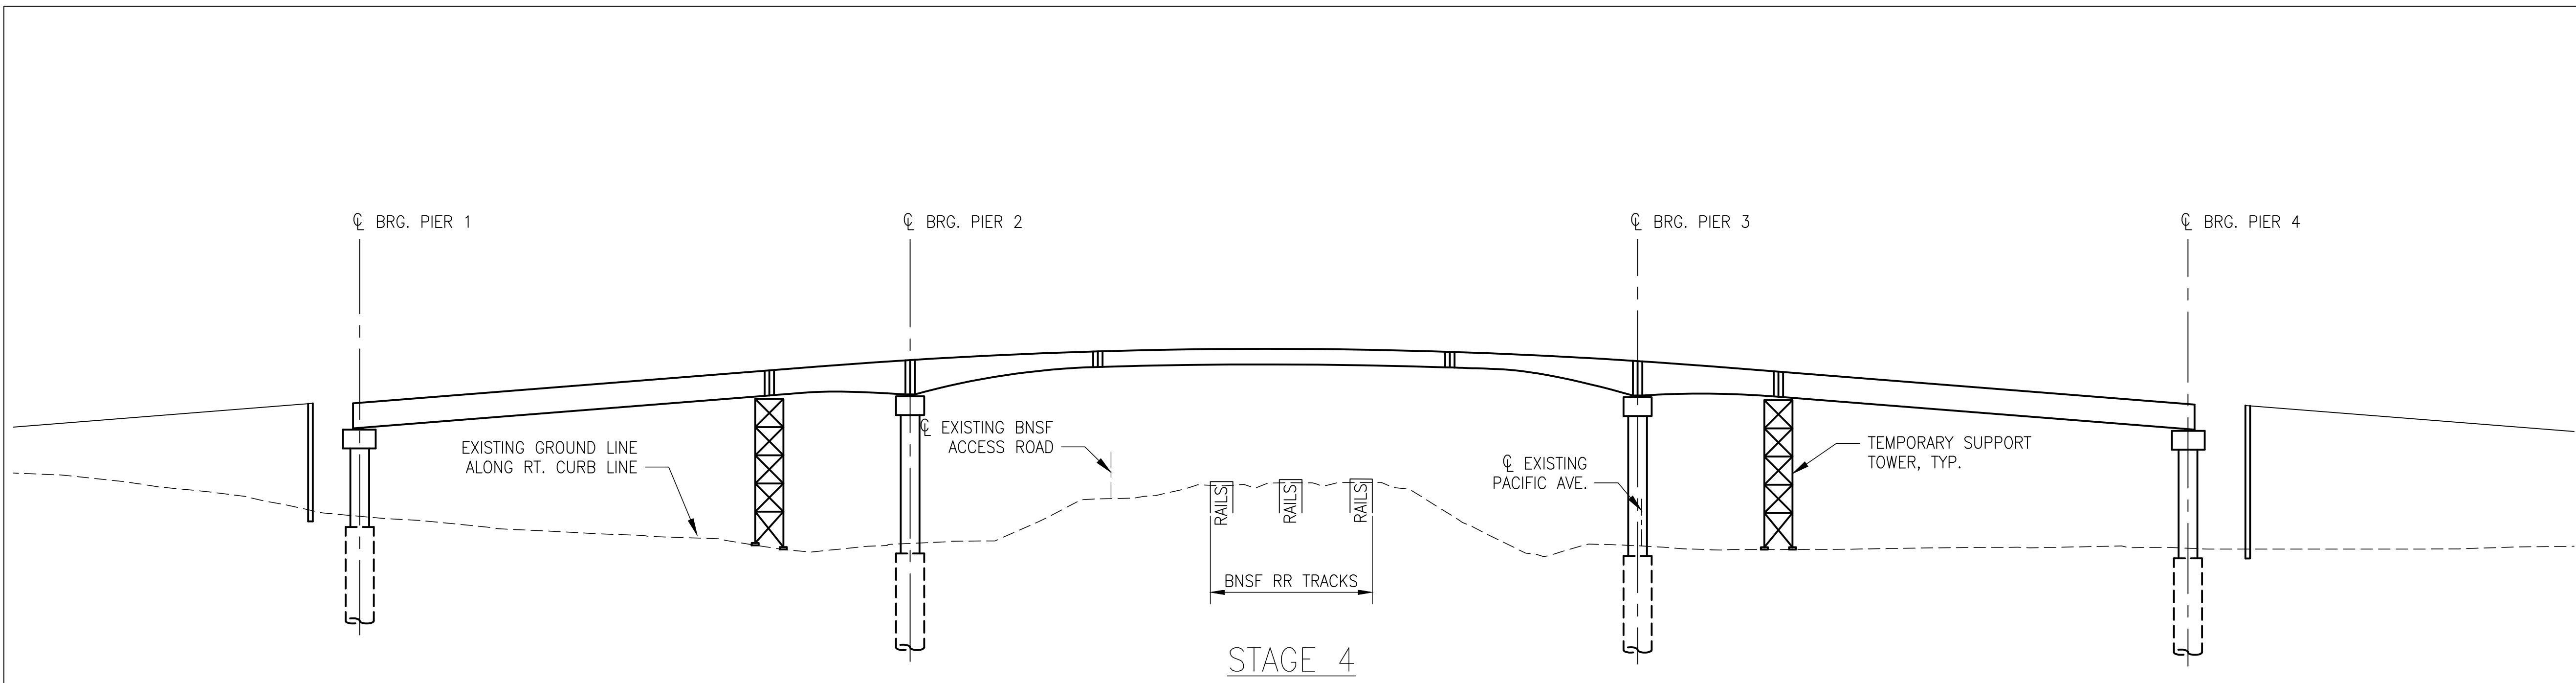 ℄ BRG. PIER 1
℄ BRG. PIER 2
℄ BRG. PIER 3
℄ BRG. PIER 4
EXISTING GROUND LINE
ALONG RT. CURB LINE
℄ EXISTING BNSF
ACCESS ROAD
℄ EXISTING
PACIFIC AVE.
TEMPORARY SUPPORT
TOWER, TYP.
RAILS
RAILS
RAILS
BNSF RR TRACKS
STAGE 4